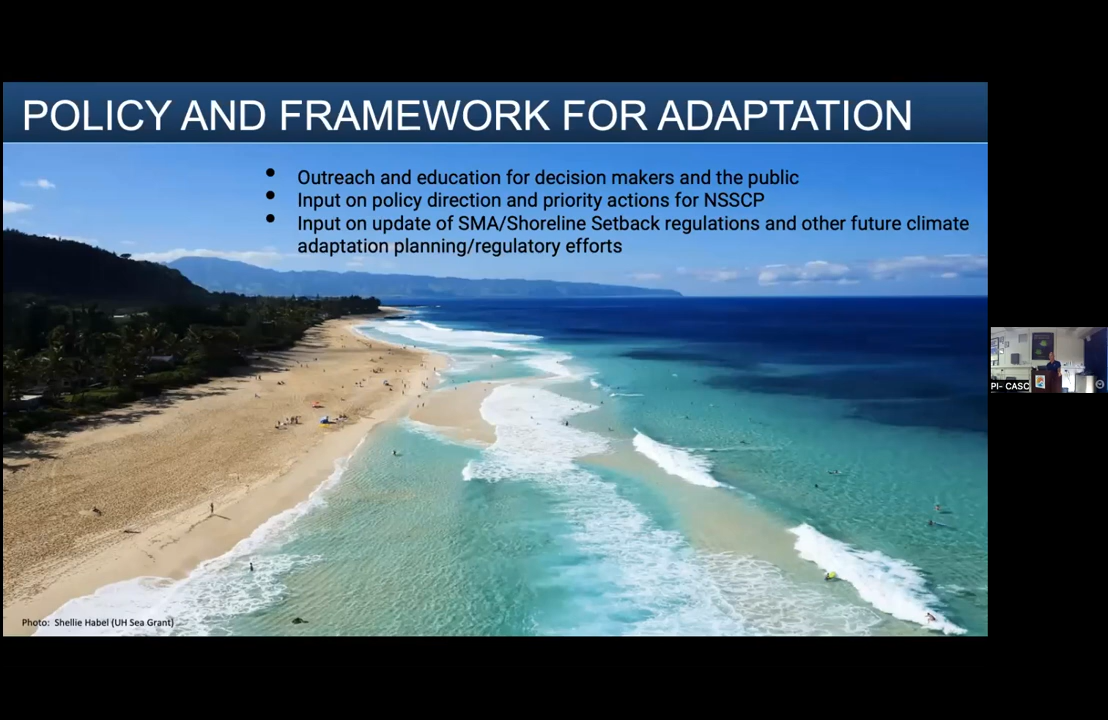 POLICY AND FRAMEWORK FOR ADAPTATION
• Outreach and education for decision makers and the public
• Input on policy direction and priority actions for NSSCP
• Input on update of SMA/Shoreline Setback regulations and other future climate
adaptation planning/regulatory efforts
PI- CASC
Photo: Shellie Habel (UH Sea Grant)